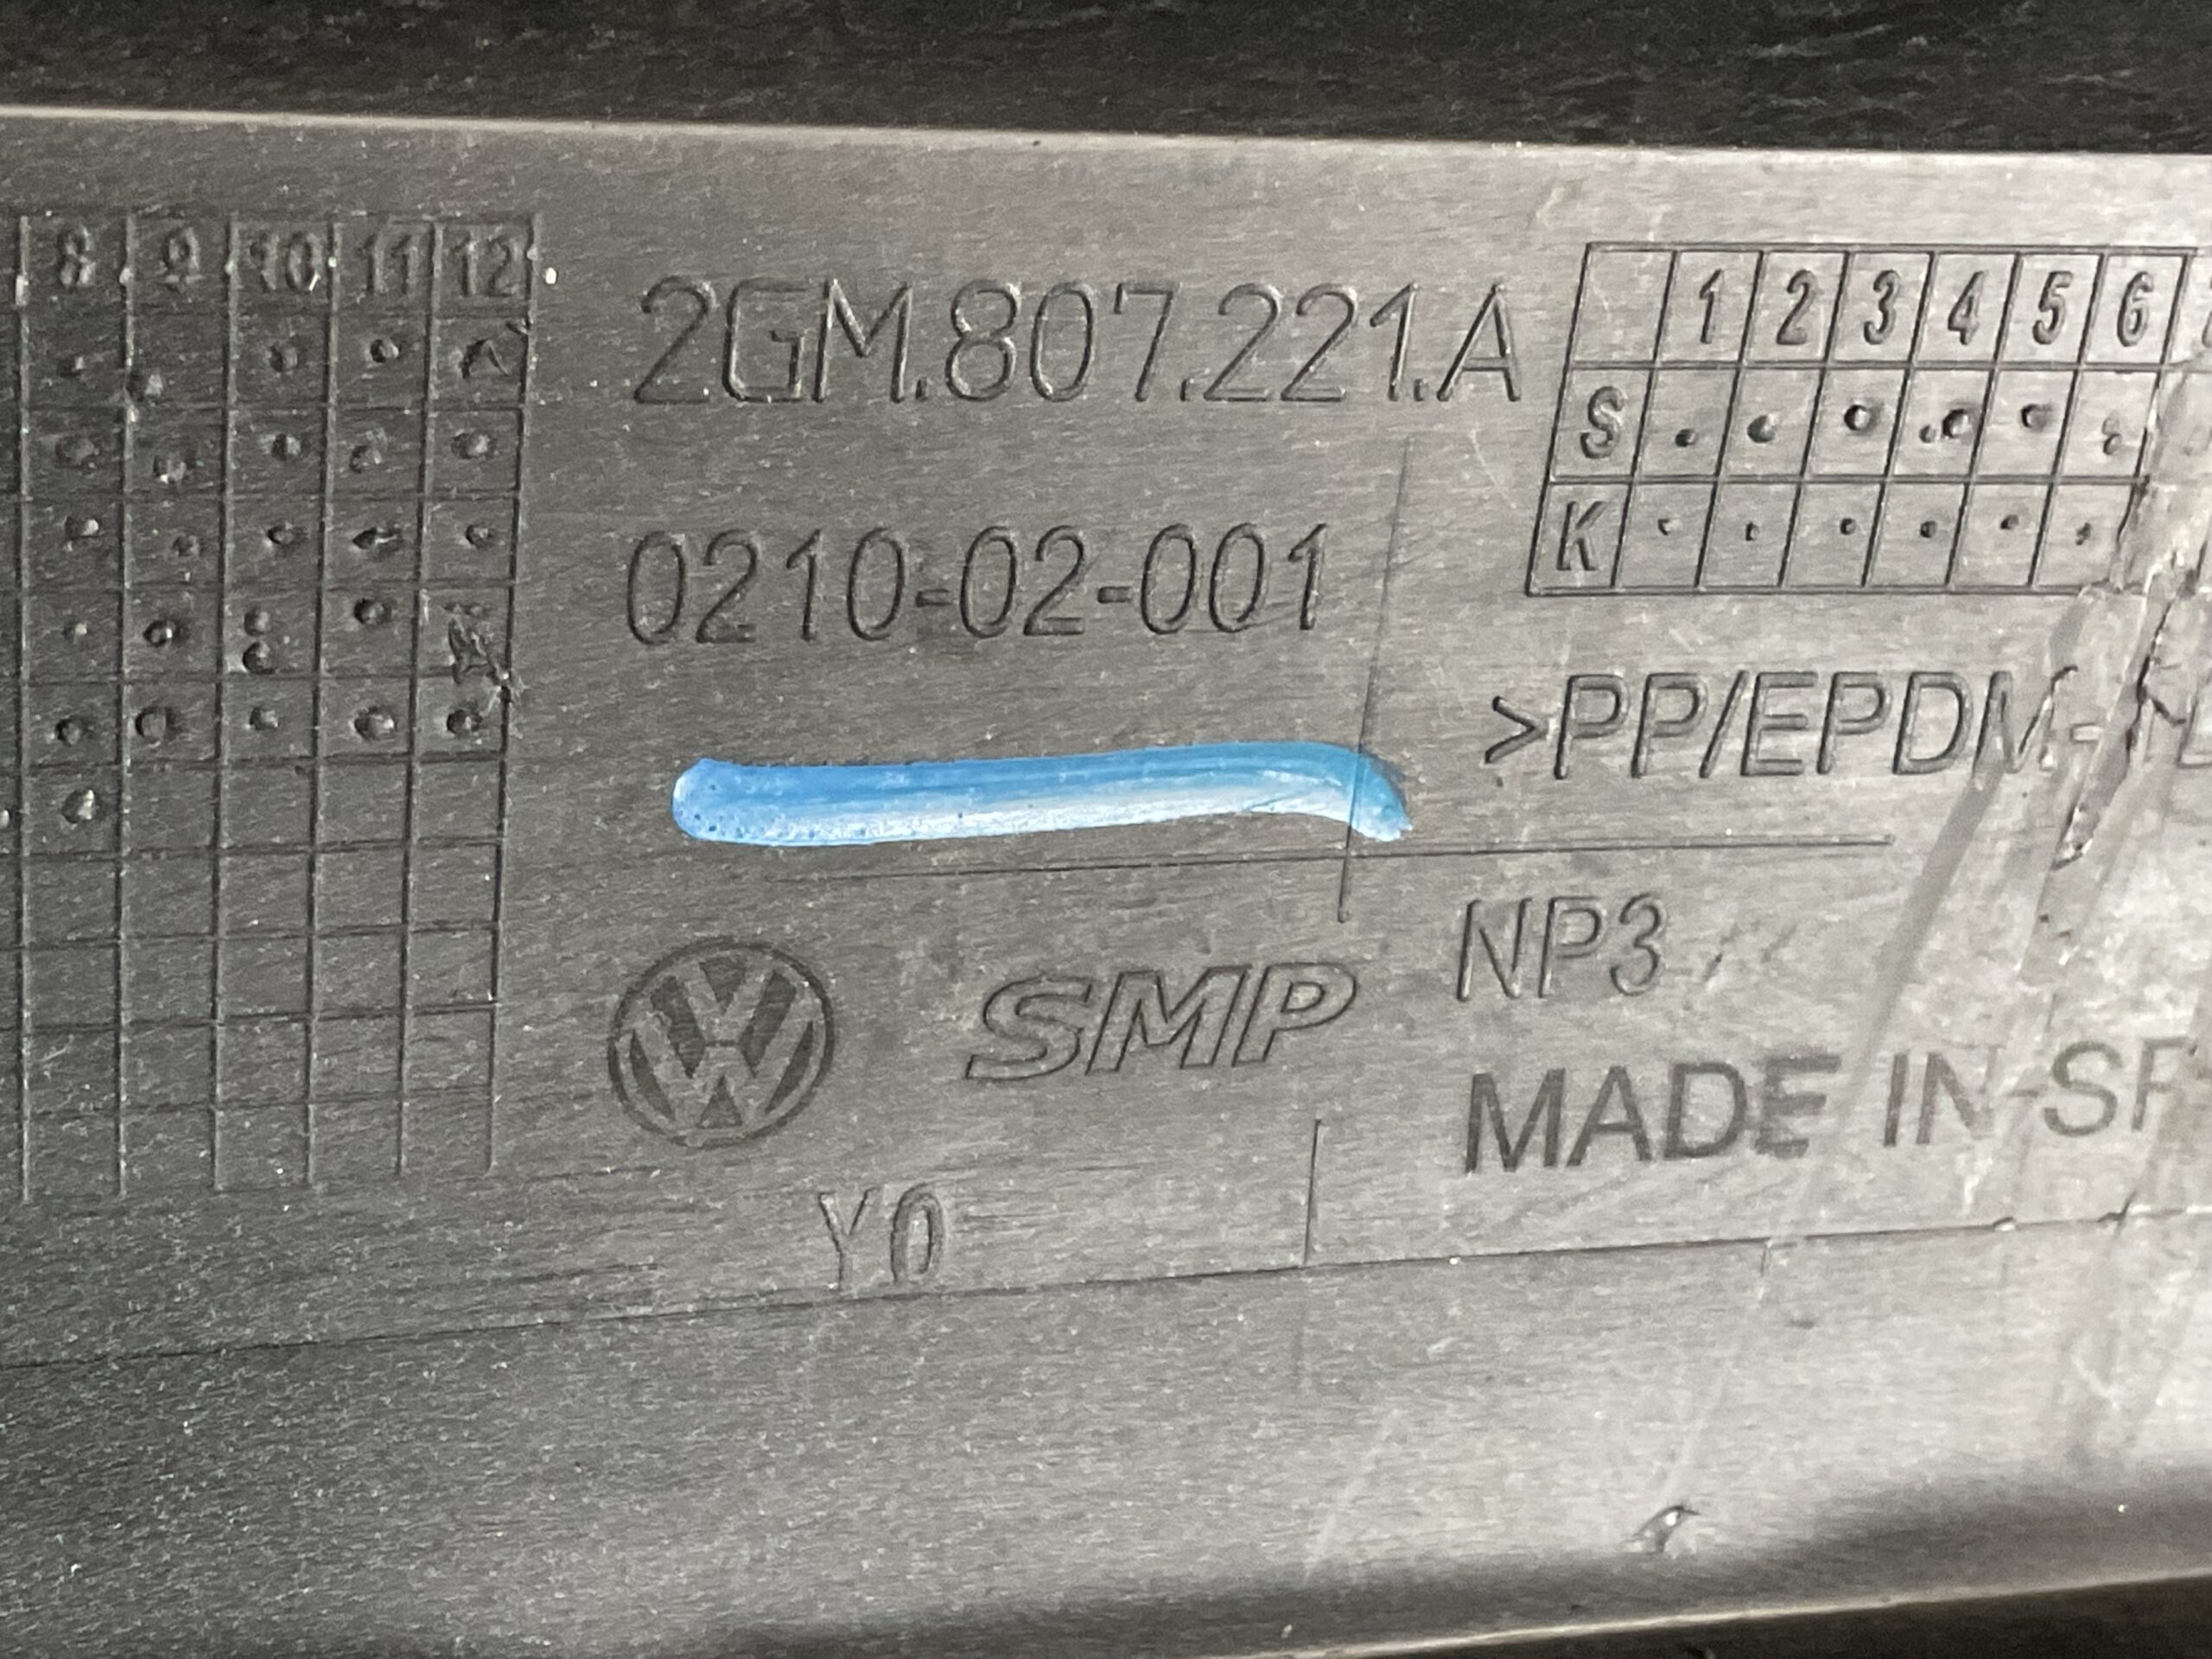 8 9 10 11 12
2GM.807.221.A
0210-02-001
1 2 3 4 5 6
S
K
>PP/EPDM-
VW SMP
NP3
MADE IN
Y0